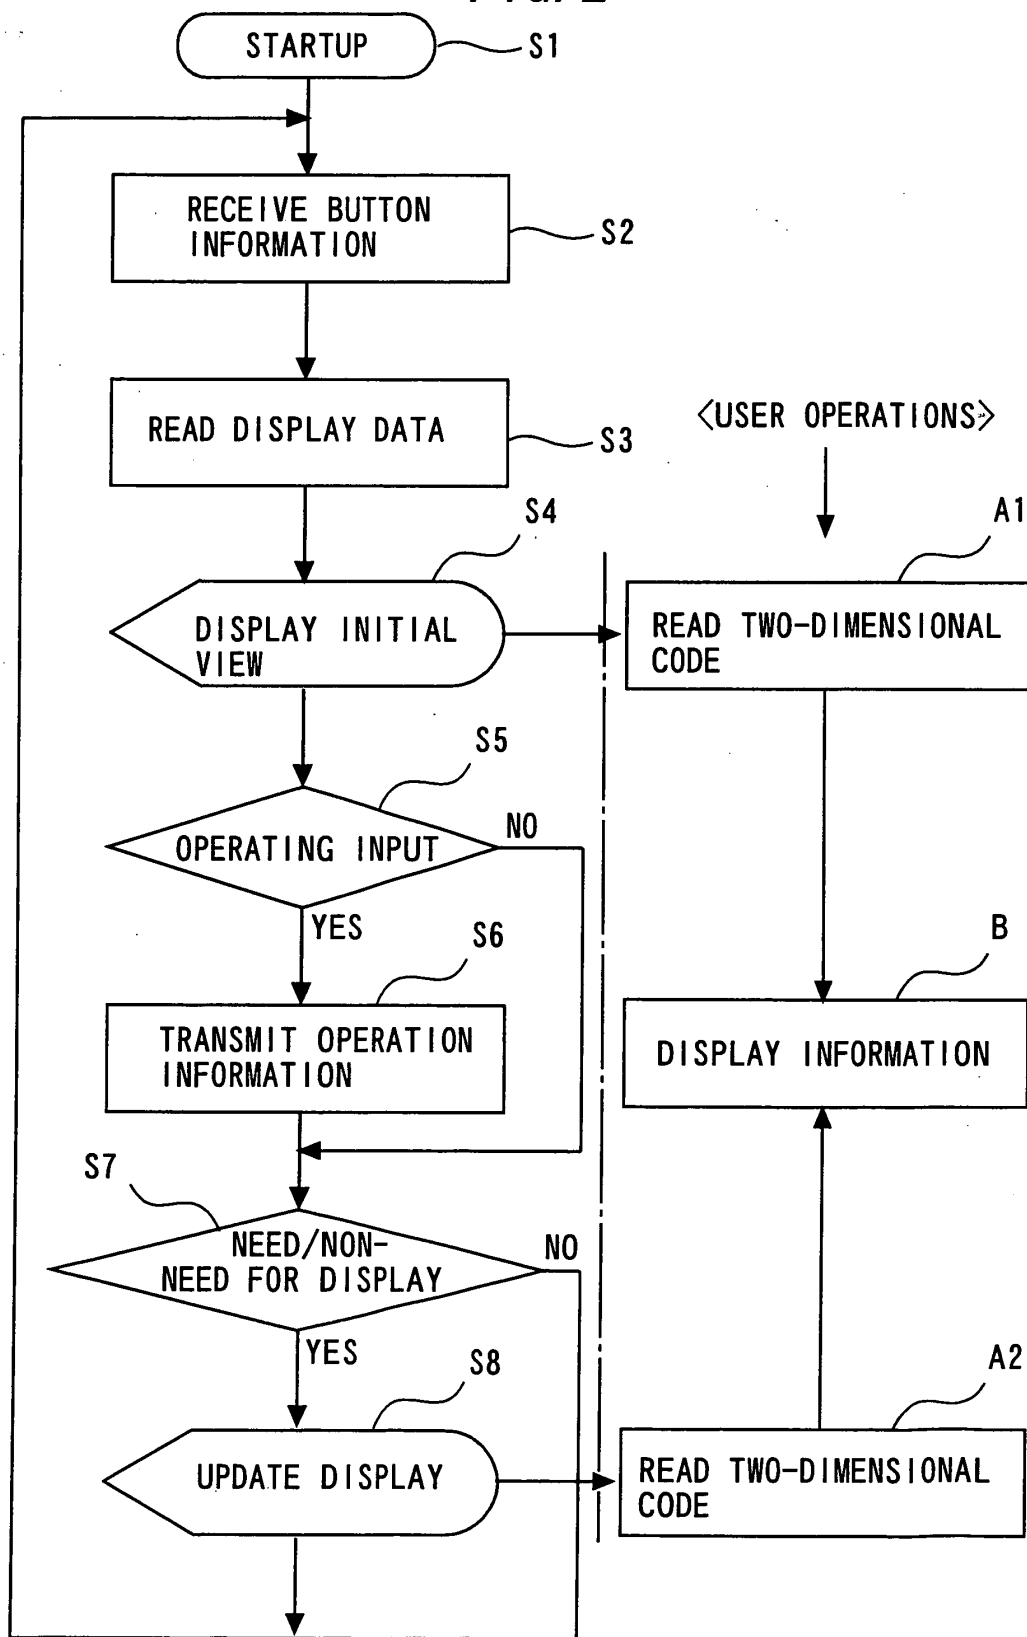 STARTUP
S1
RECEIVE BUTTON
INFORMATION
S2
READ DISPLAY DATA
S3
<USER OPERATIONS>
S4
A1
DISPLAY INITIAL
VIEW
READ TWO-DIMENSIONAL
CODE
S5
OPERATING INPUT
NO
YES
S6
B
TRANSMIT OPERATION
INFORMATION
DISPLAY INFORMATION
S7
NEED/NON-
NEED FOR DISPLAY
NO
YES
S8
A2
UPDATE DISPLAY
READ TWO-DIMENSIONAL
CODE